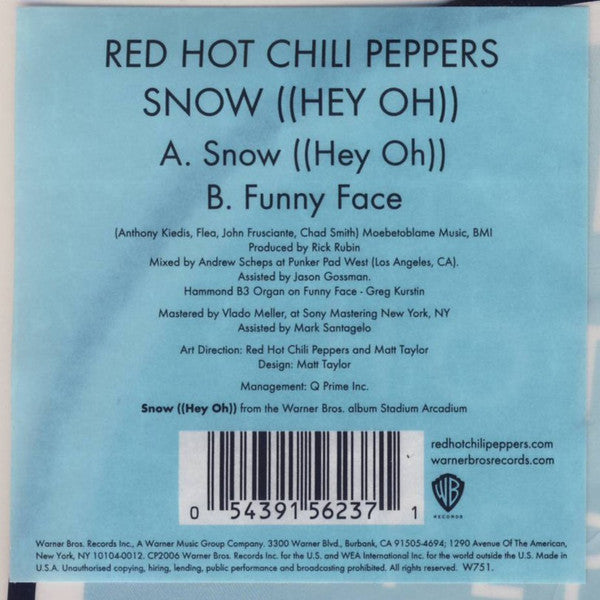 RED HOT CHILI PEPPERS
SNOW ((HEY OH))
A. Snow ((Hey Oh))
B. Funny Face
(Anthony Kiedis, Flea, John Frusciante, Chad Smith) Moebetoblame Music, BMI
Produced by Rick Rubin
Mixed by Andrew Scheps at Punker Pad West (Los Angeles, CA).
Assisted by Jason Gossman.
Hammond B3 Organ on Funny Face - Greg Kurstin
Mastered by Vlado Meller, at Sony Mastering New York, NY
Assisted by Mark Santagelo
Art Direction: Red Hot Chili Peppers and Matt Taylor
Design: Matt Taylor
Management: Q Prime Inc.
Snow ((Hey Oh)) from the Warner Bros. album Stadium Arcadium
redhotchilipeppers.com
warnerbrosrecords.com
WB
RECORDS
0 54391 56237 1
Warner Bros. Records Inc., A Warner Music Group Company. 3300 Warner Blvd., Burbank, CA 91505-4694; 1290 Avenue Of The American,
New York, NY 10104-0012. CP2006 Warner Bros. Records Inc. for the U.S. and WEA International Inc. for the world outside the U.S. Made in
U.S.A. Unauthorised copying, hiring, lending, public performance and broadcasting prohibited. All rights reserved. W751.